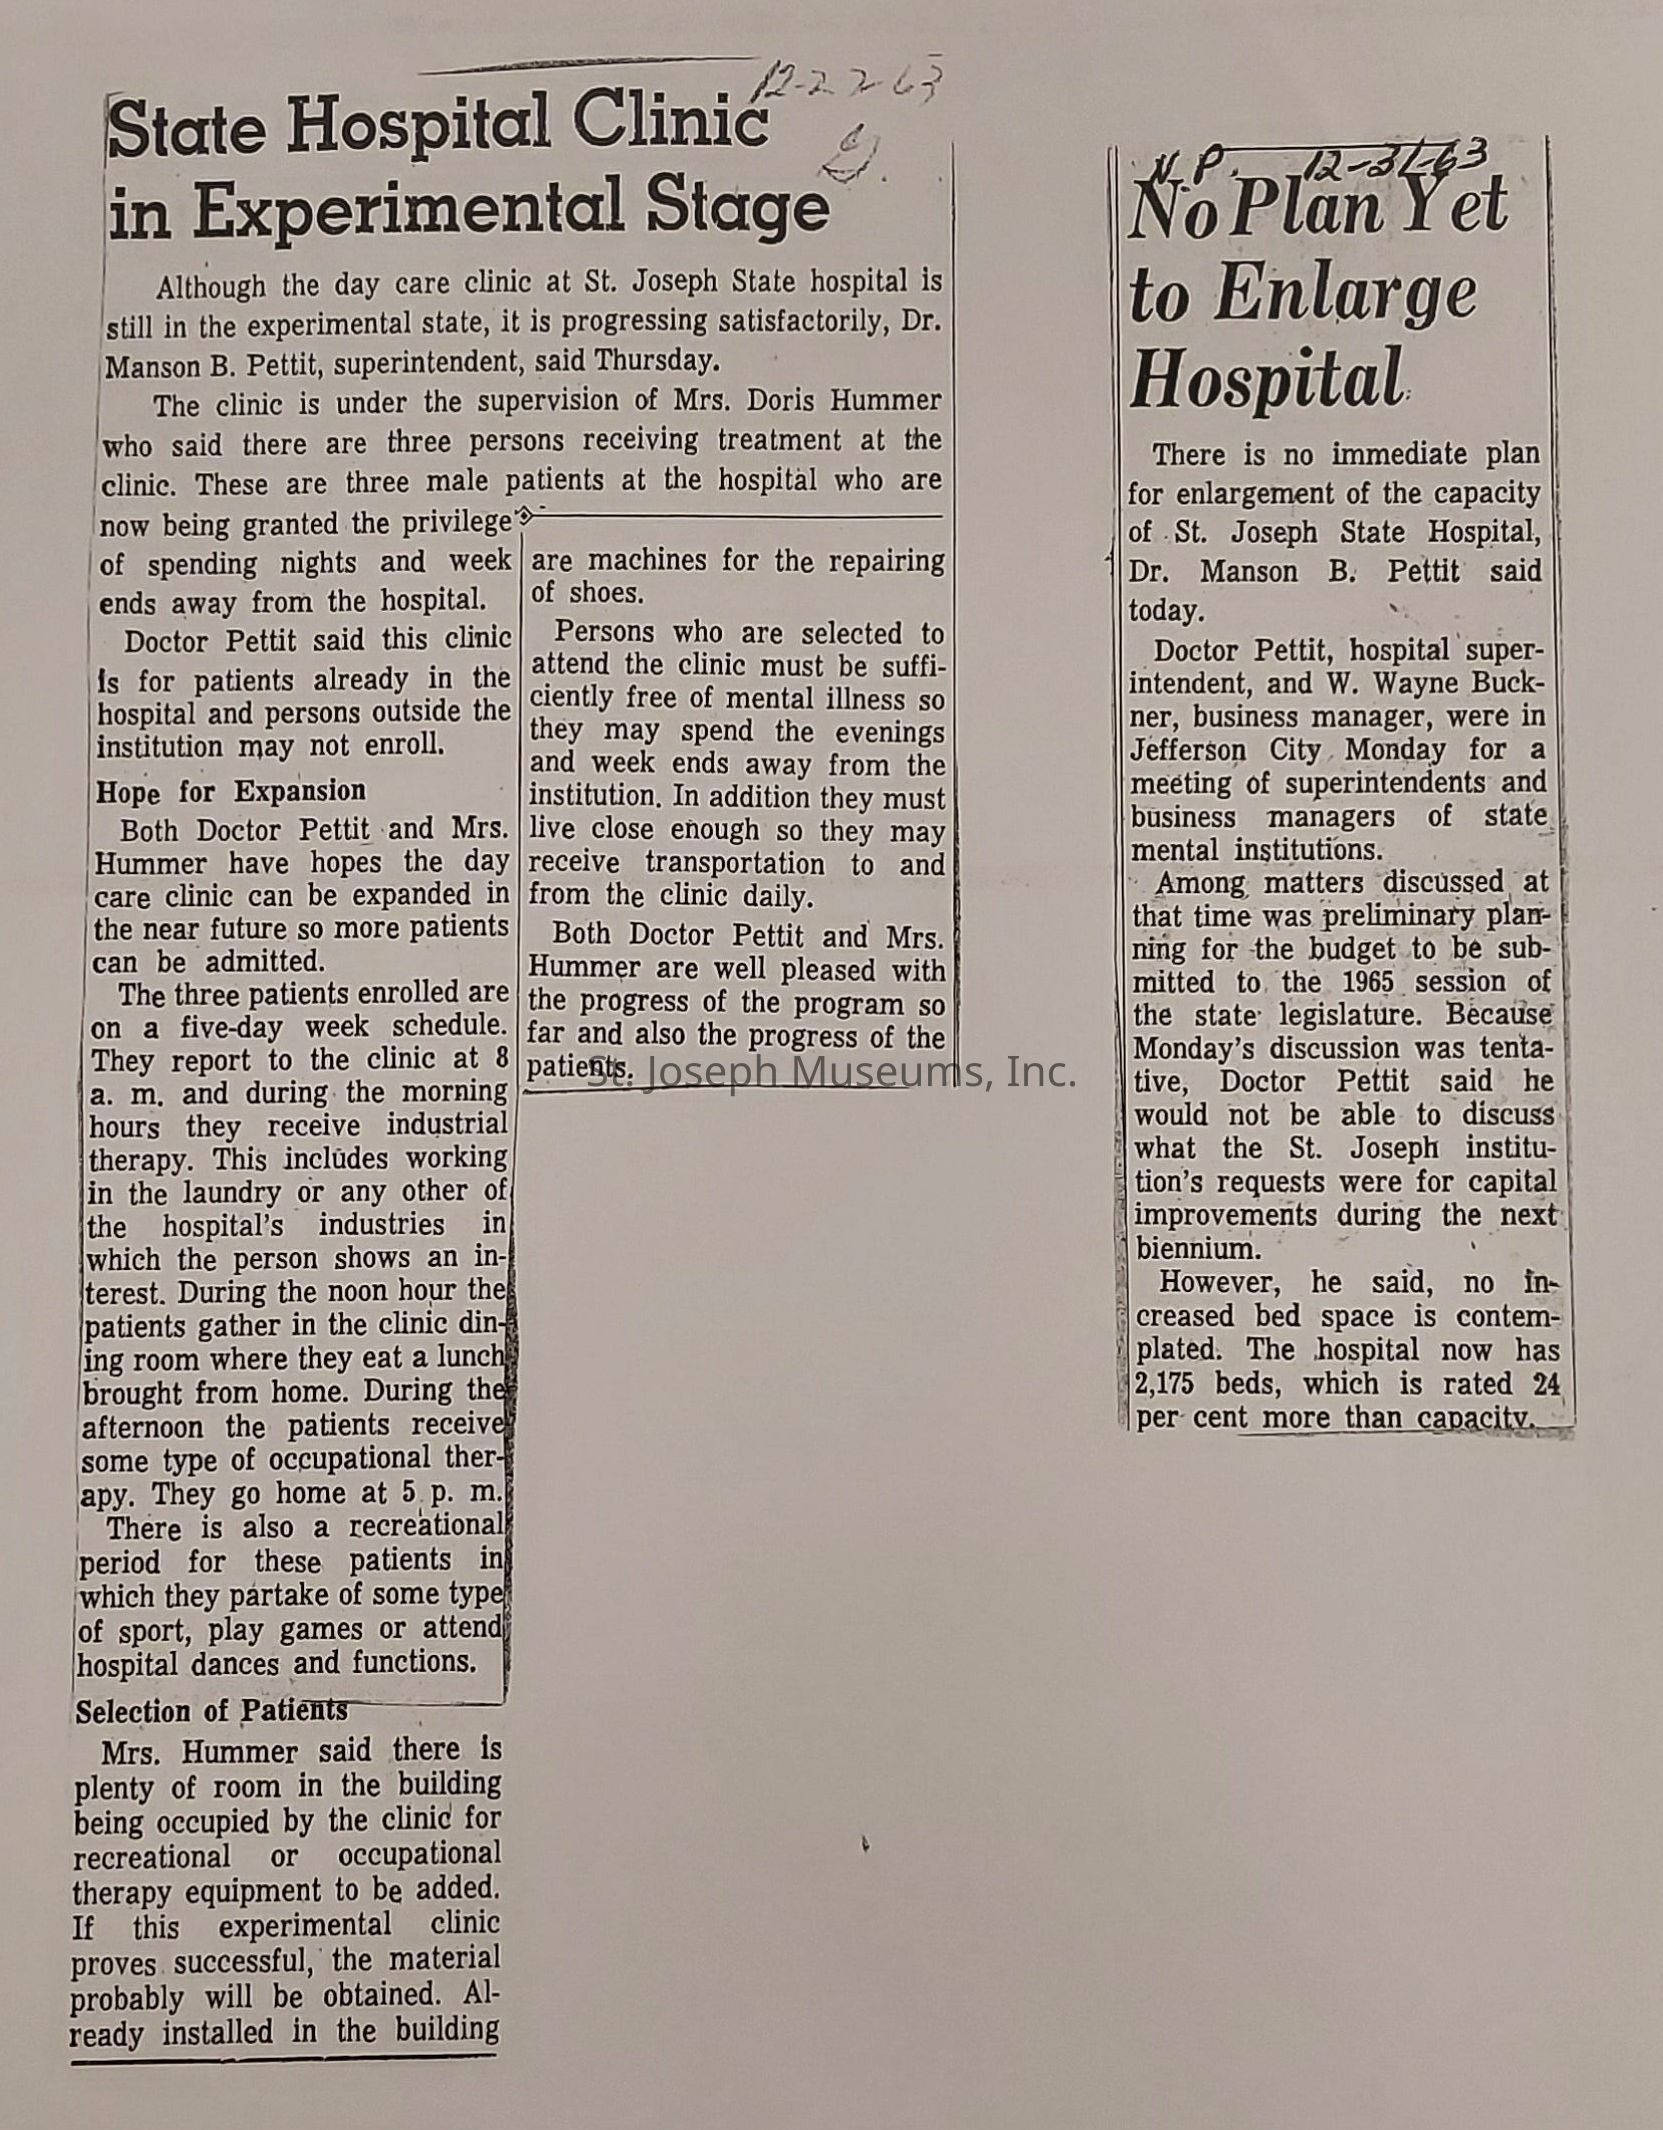 12-22-63
State Hospital Clinic
in Experimental Stage
Although the day care clinic at St. Joseph State hospital is
still in the experimental state, it is progressing satisfactorily, Dr.
Manson B. Pettit, superintendent, said Thursday.
The clinic is under the supervision of Mrs. Doris Hummer
who said there are three persons receiving treatment at the
clinic. These are three male patients at the hospital who are
now being granted the privilege
of spending nights and week
ends away from the hospital.
Doctor Pettit said this clinic
is for patients already in the
hospital and persons outside the
institution may not enroll.
Hope for Expansion
Both Doctor Pettit and Mrs.
Hummer have hopes the day
care clinic can be expanded in
the near future so more patients
can be admitted.
The three patients enrolled are
on a five-day week schedule.
They report to the clinic at 8
a. m. and during the morning
hours they receive industrial
therapy. This includes working
in the laundry or any other of
the hospital's industries in
which the person shows an in-
terest. During the noon hour the
patients gather in the clinic din-
ing room where they eat a lunch
brought from home. During the
afternoon the patients receive
some type of occupational ther-
apy. They go home at 5 p. m.
There is also a recreational
period for these patients in
which they partake of some type
of sport, play games or attend
hospital dances and functions.
Selection of Patients
Mrs. Hummer said there is
plenty of room in the building
being occupied by the clinic for
recreational or occupational
therapy equipment to be added.
If this experimental clinic
proves successful, the material
probably will be obtained. Al-
ready installed in the building
are machines for the repairing
of shoes.
Persons who are selected to
attend the clinic must be suffi-
ciently free of mental illness so
they may spend the evenings
and week ends away from the
institution. In addition they must
live close enough so they may
receive transportation to and
from the clinic daily.
Both Doctor Pettit and Mrs.
Hummer are well pleased with
the progress of the program so
far and also the progress of the
patients.
St. Joseph Museums, Inc.
N. P. 12-31-63
No Plan Yet
to Enlarge
Hospital
There is no immediate plan
for enlargement of the capacity
of St. Joseph State Hospital,
Dr. Manson B. Pettit said
today.
Doctor Pettit, hospital super-
intendent, and W. Wayne Buck-
ner, business manager, were in
Jefferson City Monday for a
meeting of superintendents and
business managers of state
mental institutions.
Among matters discussed at
that time was preliminary plan-
ning for the budget to be sub-
mitted to the 1965 session of
the state legislature. Because
Monday's discussion was tenta-
tive, Doctor Pettit said he
would not be able to discuss
what the St. Joseph institu-
tion's requests were for capital
improvements during the next
biennium.
However, he said, no in-
creased bed space is contem-
plated. The hospital now has
2,175 beds, which is rated 24
per cent more than capacity.